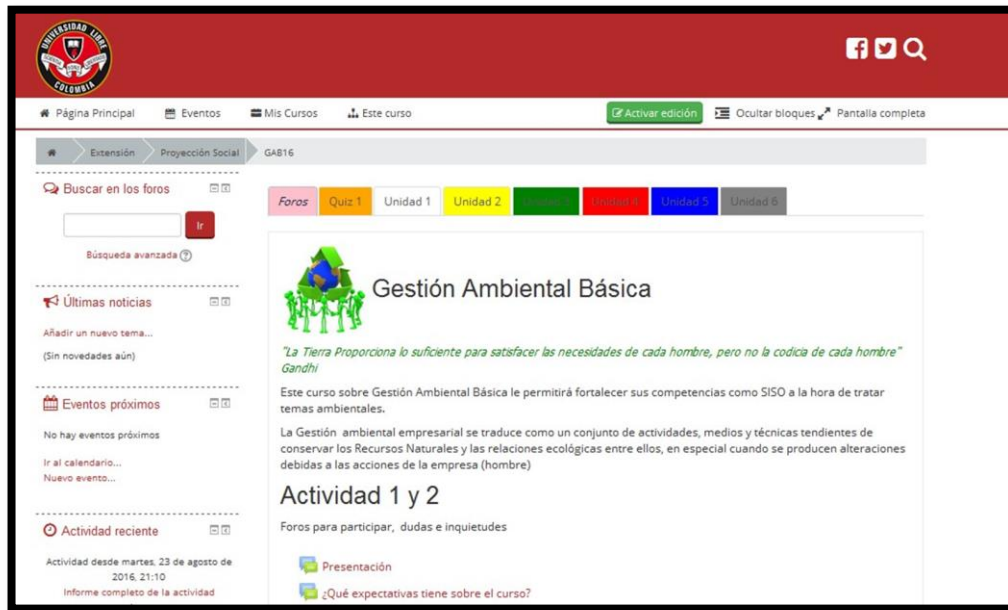 UNIVERSIDAD LIBRE
COLOMBIA
Página Principal
Eventos
Mis Cursos
Este curso
Activar edición
Ocultar bloques
Pantalla completa
Extensión
Proyección Social
GAB16
Buscar en los foros
Ir
Búsqueda avanzada
Últimas noticias
Añadir un nuevo tema...
(Sin novedades aún)
Eventos próximos
No hay eventos próximos
Ir al calendario...
Nuevo evento...
Actividad reciente
Actividad desde martes, 23 de agosto de
2016, 21:10
Informe completo de la actividad
Foros
Quiz 1
Unidad 1
Unidad 2
Unidad 3
Unidad 4
Unidad 5
Unidad 6
Gestión Ambiental Básica
"La Tierra Proporciona lo suficiente para satisfacer las necesidades de cada hombre, pero no la codicia de cada hombre"
Gandhi
Este curso sobre Gestión Ambiental Básica le permitirá fortalecer sus competencias como SISO a la hora de tratar
temas ambientales.
La Gestión ambiental empresarial se traduce como un conjunto de actividades, medios y técnicas tendientes de
conservar los Recursos Naturales y las relaciones ecológicas entre ellos, en especial cuando se producen alteraciones
debidas a las acciones de la empresa (hombre)
Actividad 1 y 2
Foros para participar, dudas e inquietudes
Presentación
¿Qué expectativas tiene sobre el curso?